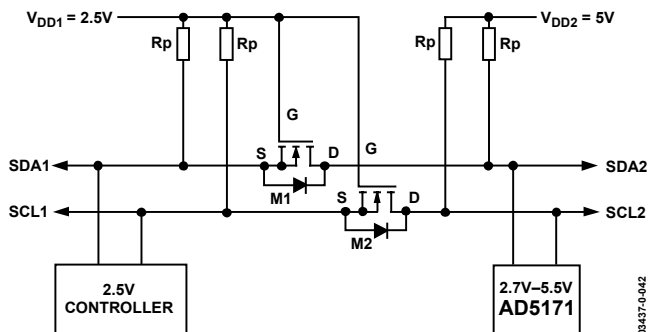 VDD1 = 2.5V
VDD2 = 5V
Rp
Rp
Rp
Rp
G
S
D
G
SDA1
SDA2
M1
S
D
SCL1
SCL2
M2
2.5V
CONTROLLER
2.7V–5.5V
AD5171
03437-0-042